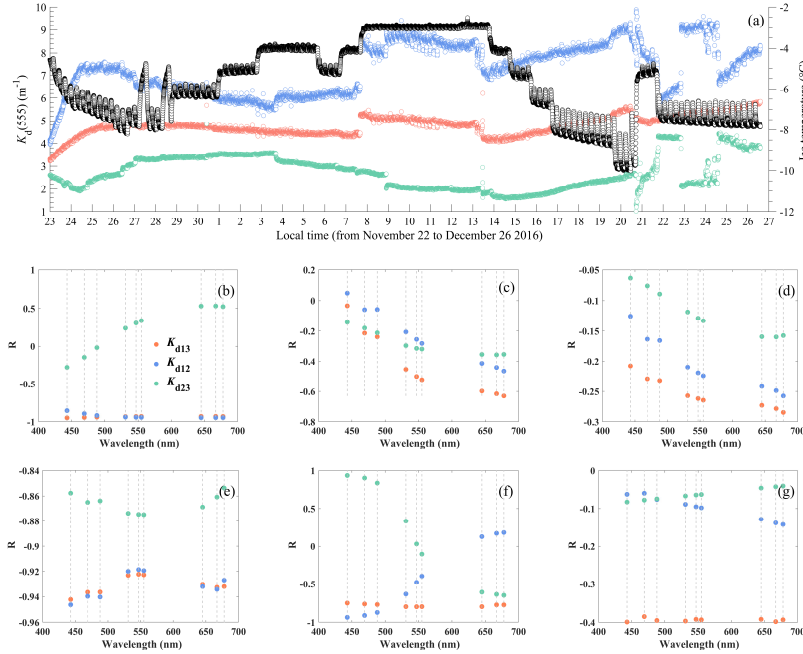 (a)
10
9
8
7
6
5
4
3
2
1
-2
-4
-6
-8
-10
-12
Kd(555) (m-1)
23 24 25 26 27 28 29 30 1 2 3 4 5 6 7 8 9 10 11 12 13 14 15 16 17 18 19 20 21 22 23 24 25 26 27
Local time (from November 22 to December 26 2016)
(b)
1
0.5
0
-0.5
-1
R
Kd13
Kd12
Kd23
400 450 500 550 600 650 700
Wavelength (nm)
(c)
0.2
0
-0.2
-0.4
-0.6
-0.8
R
400 450 500 550 600 650 700
Wavelength (nm)
(d)
-0.05
-0.1
-0.15
-0.2
-0.25
-0.3
R
400 450 500 550 600 650 700
Wavelength (nm)
(e)
-0.84
-0.86
-0.88
-0.9
-0.92
-0.94
-0.96
R
400 450 500 550 600 650 700
Wavelength (nm)
(f)
1
0.5
0
-0.5
-1
R
400 450 500 550 600 650 700
Wavelength (nm)
(g)
0
-0.1
-0.2
-0.3
-0.4
R
400 450 500 550 600 650 700
Wavelength (nm)